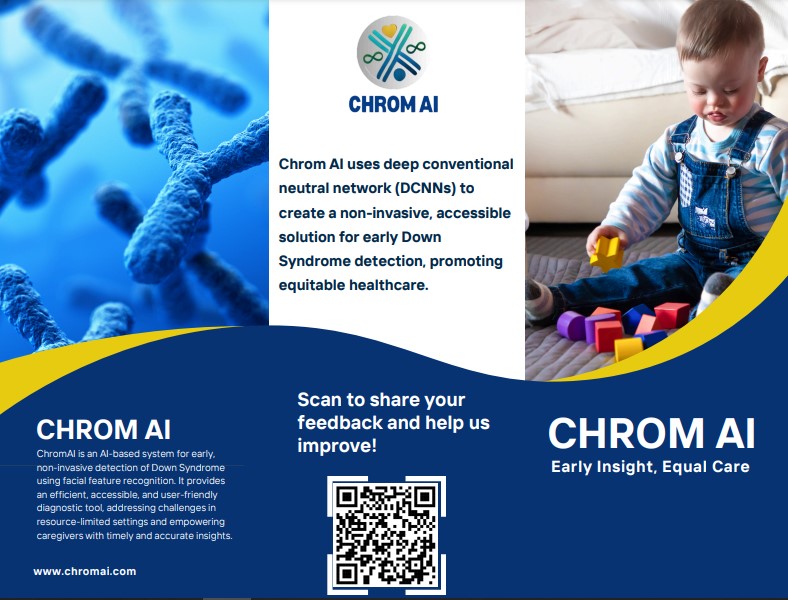 CHROM AI
Chrom AI uses deep conventional
neutral network (DCNNs) to
create a non-invasive, accessible
solution for early Down
Syndrome detection, promoting
equitable healthcare.
CHROM AI
ChromAI is an AI-based system for early,
non-invasive detection of Down Syndrome
using facial feature recognition. It provides
an efficient, accessible, and user-friendly
diagnostic tool, addressing challenges in
resource-limited settings and empowering
caregivers with timely and accurate insights.
www.chromai.com
Scan to share your
feedback and help us
improve!
CHROM AI
Early Insight, Equal Care